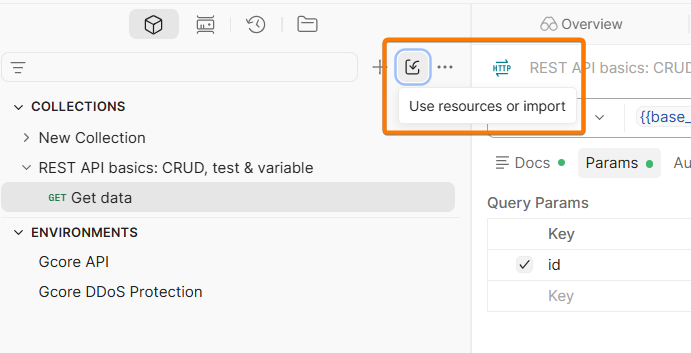 Overview
HTTP REST API basics: CRUD
Use resources or import
COLLECTIONS
{{base_
New Collection
REST API basics: CRUD, test & variable
Docs Params Au
GET Get data
Query Params
ENVIRONMENTS
Key
Gcore API
id
Gcore DDoS Protection
Key